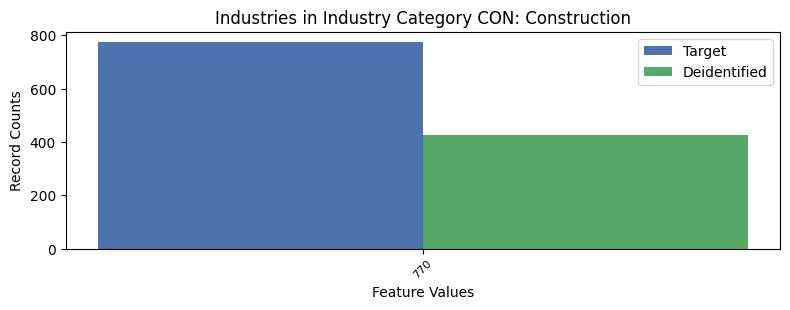 Industries in Industry Category CON: Construction
Target
Deidentified
Record Counts
800
600
400
200
0
770
Feature Values